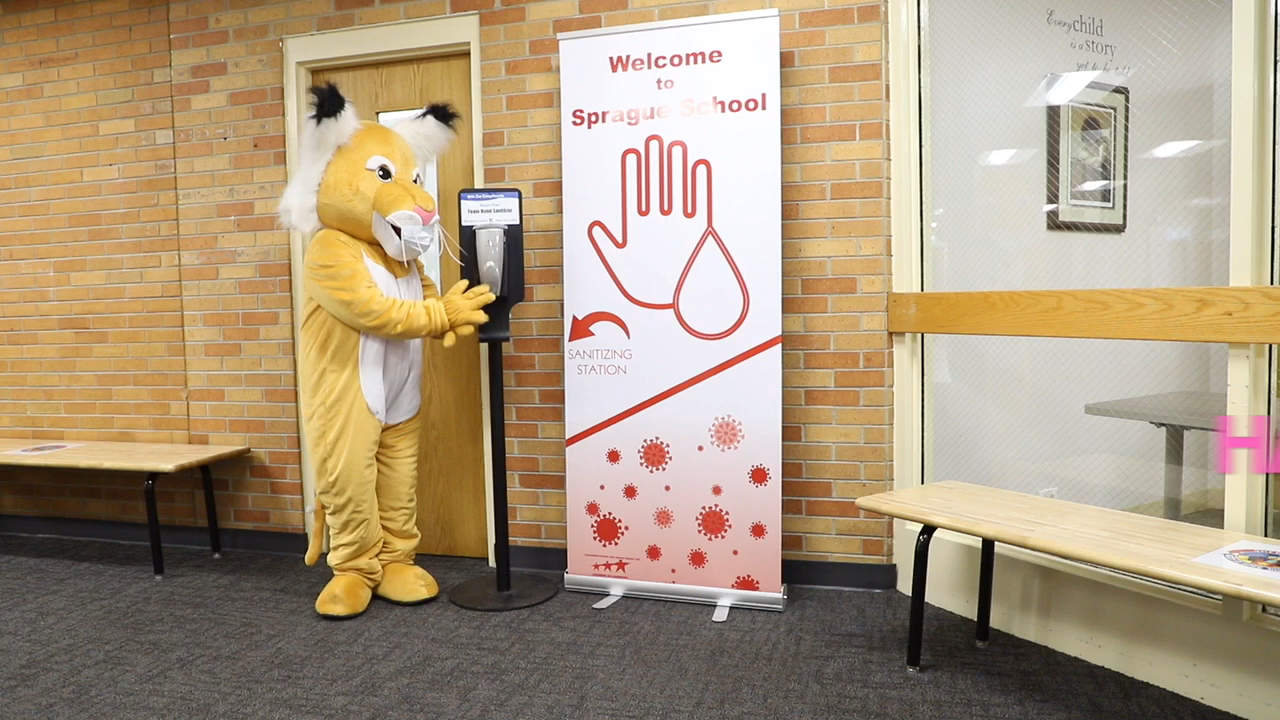 Every child
is a story
Welcome
to
Sprague School
Foam Hand Sanitizer
SANITIZING
STATION
H